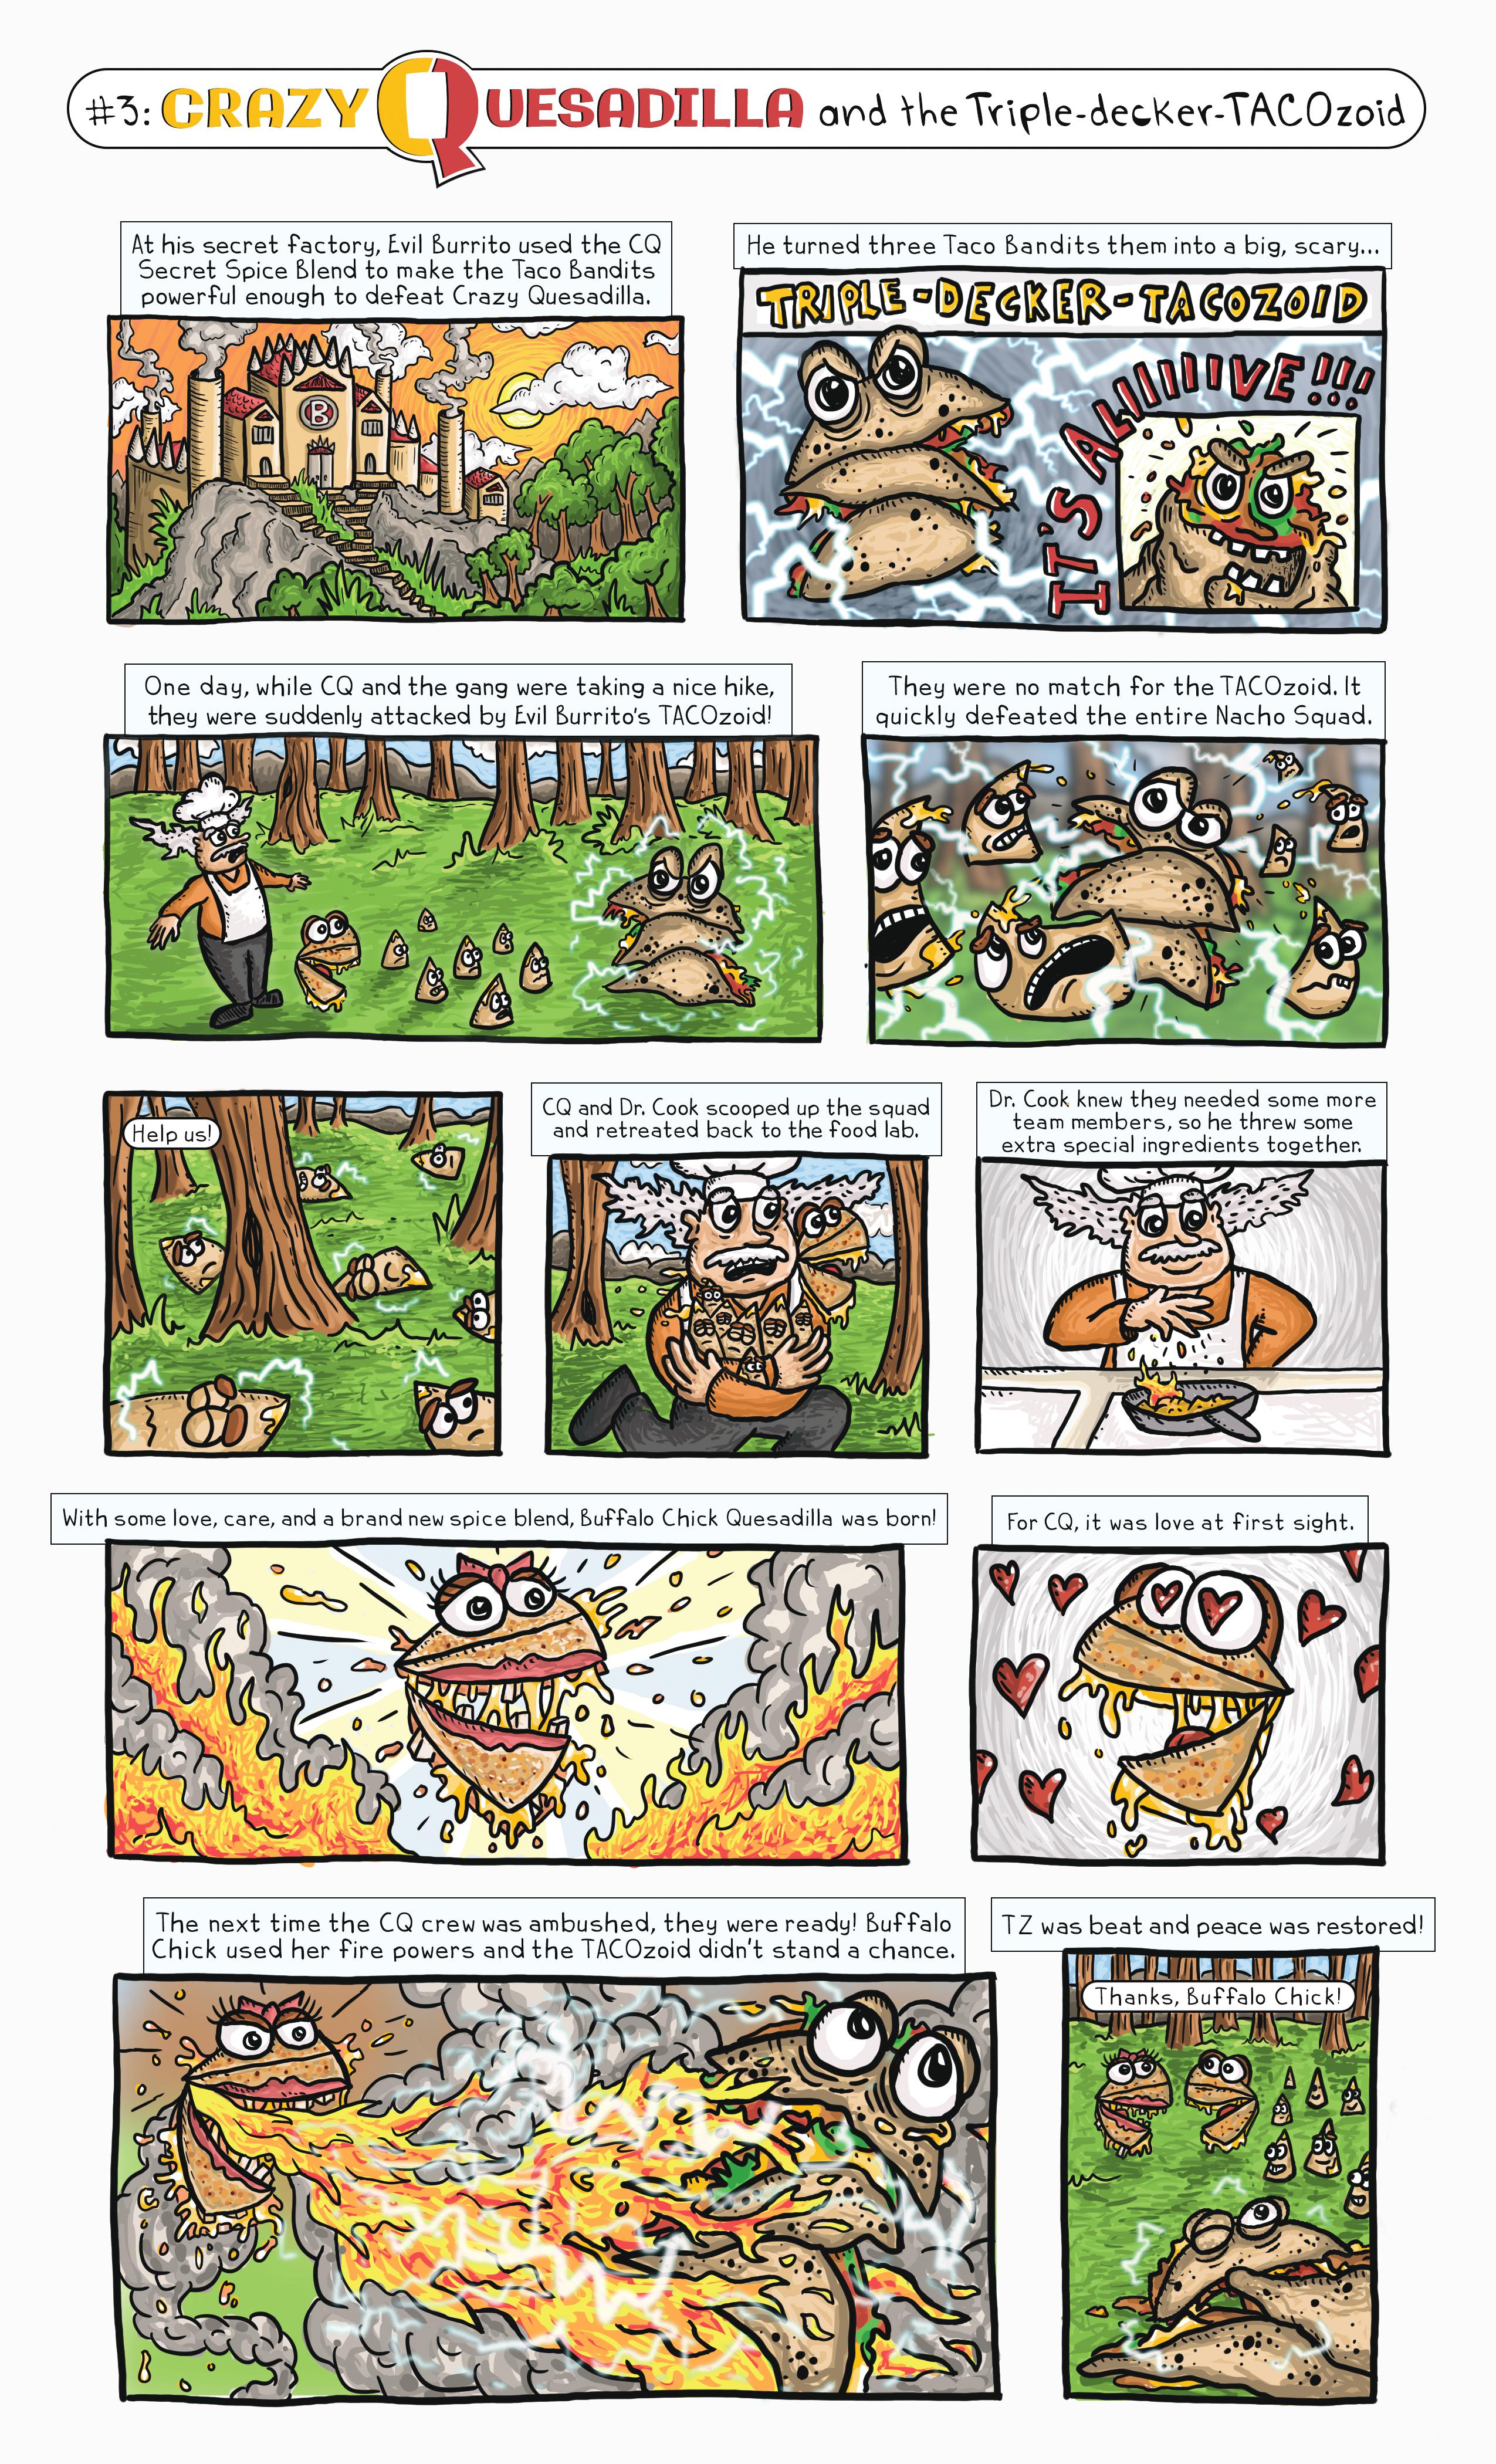 #3: CRAZY QUESADILLA and the Triple-decker-TACOzoid
At his secret factory, Evil Burrito used the CQ
Secret Spice Blend to make the Taco Bandits
powerful enough to defeat Crazy Quesadilla.
B
He turned three Taco Bandits them into a big, scary...
TRIPLE-DECKER-TACOZOID
IT'S ALIIIIIIVE!!!
One day, while CQ and the gang were taking a nice hike,
they were suddenly attacked by Evil Burrito's TACOzoid!
They were no match for the TACOzoid. It
quickly defeated the entire Nacho Squad.
Help us!
CQ and Dr. Cook scooped up the squad
and retreated back to the food lab.
Dr. Cook knew they needed some more
team members, so he threw some
extra special ingredients together.
With some love, care, and a brand new spice blend, Buffalo Chick Quesadilla was born!
For CQ, it was love at first sight.
The next time the CQ crew was ambushed, they were ready! Buffalo
Chick used her fire powers and the TACOzoid didn't stand a chance.
TZ was beat and peace was restored!
Thanks, Buffalo Chick!